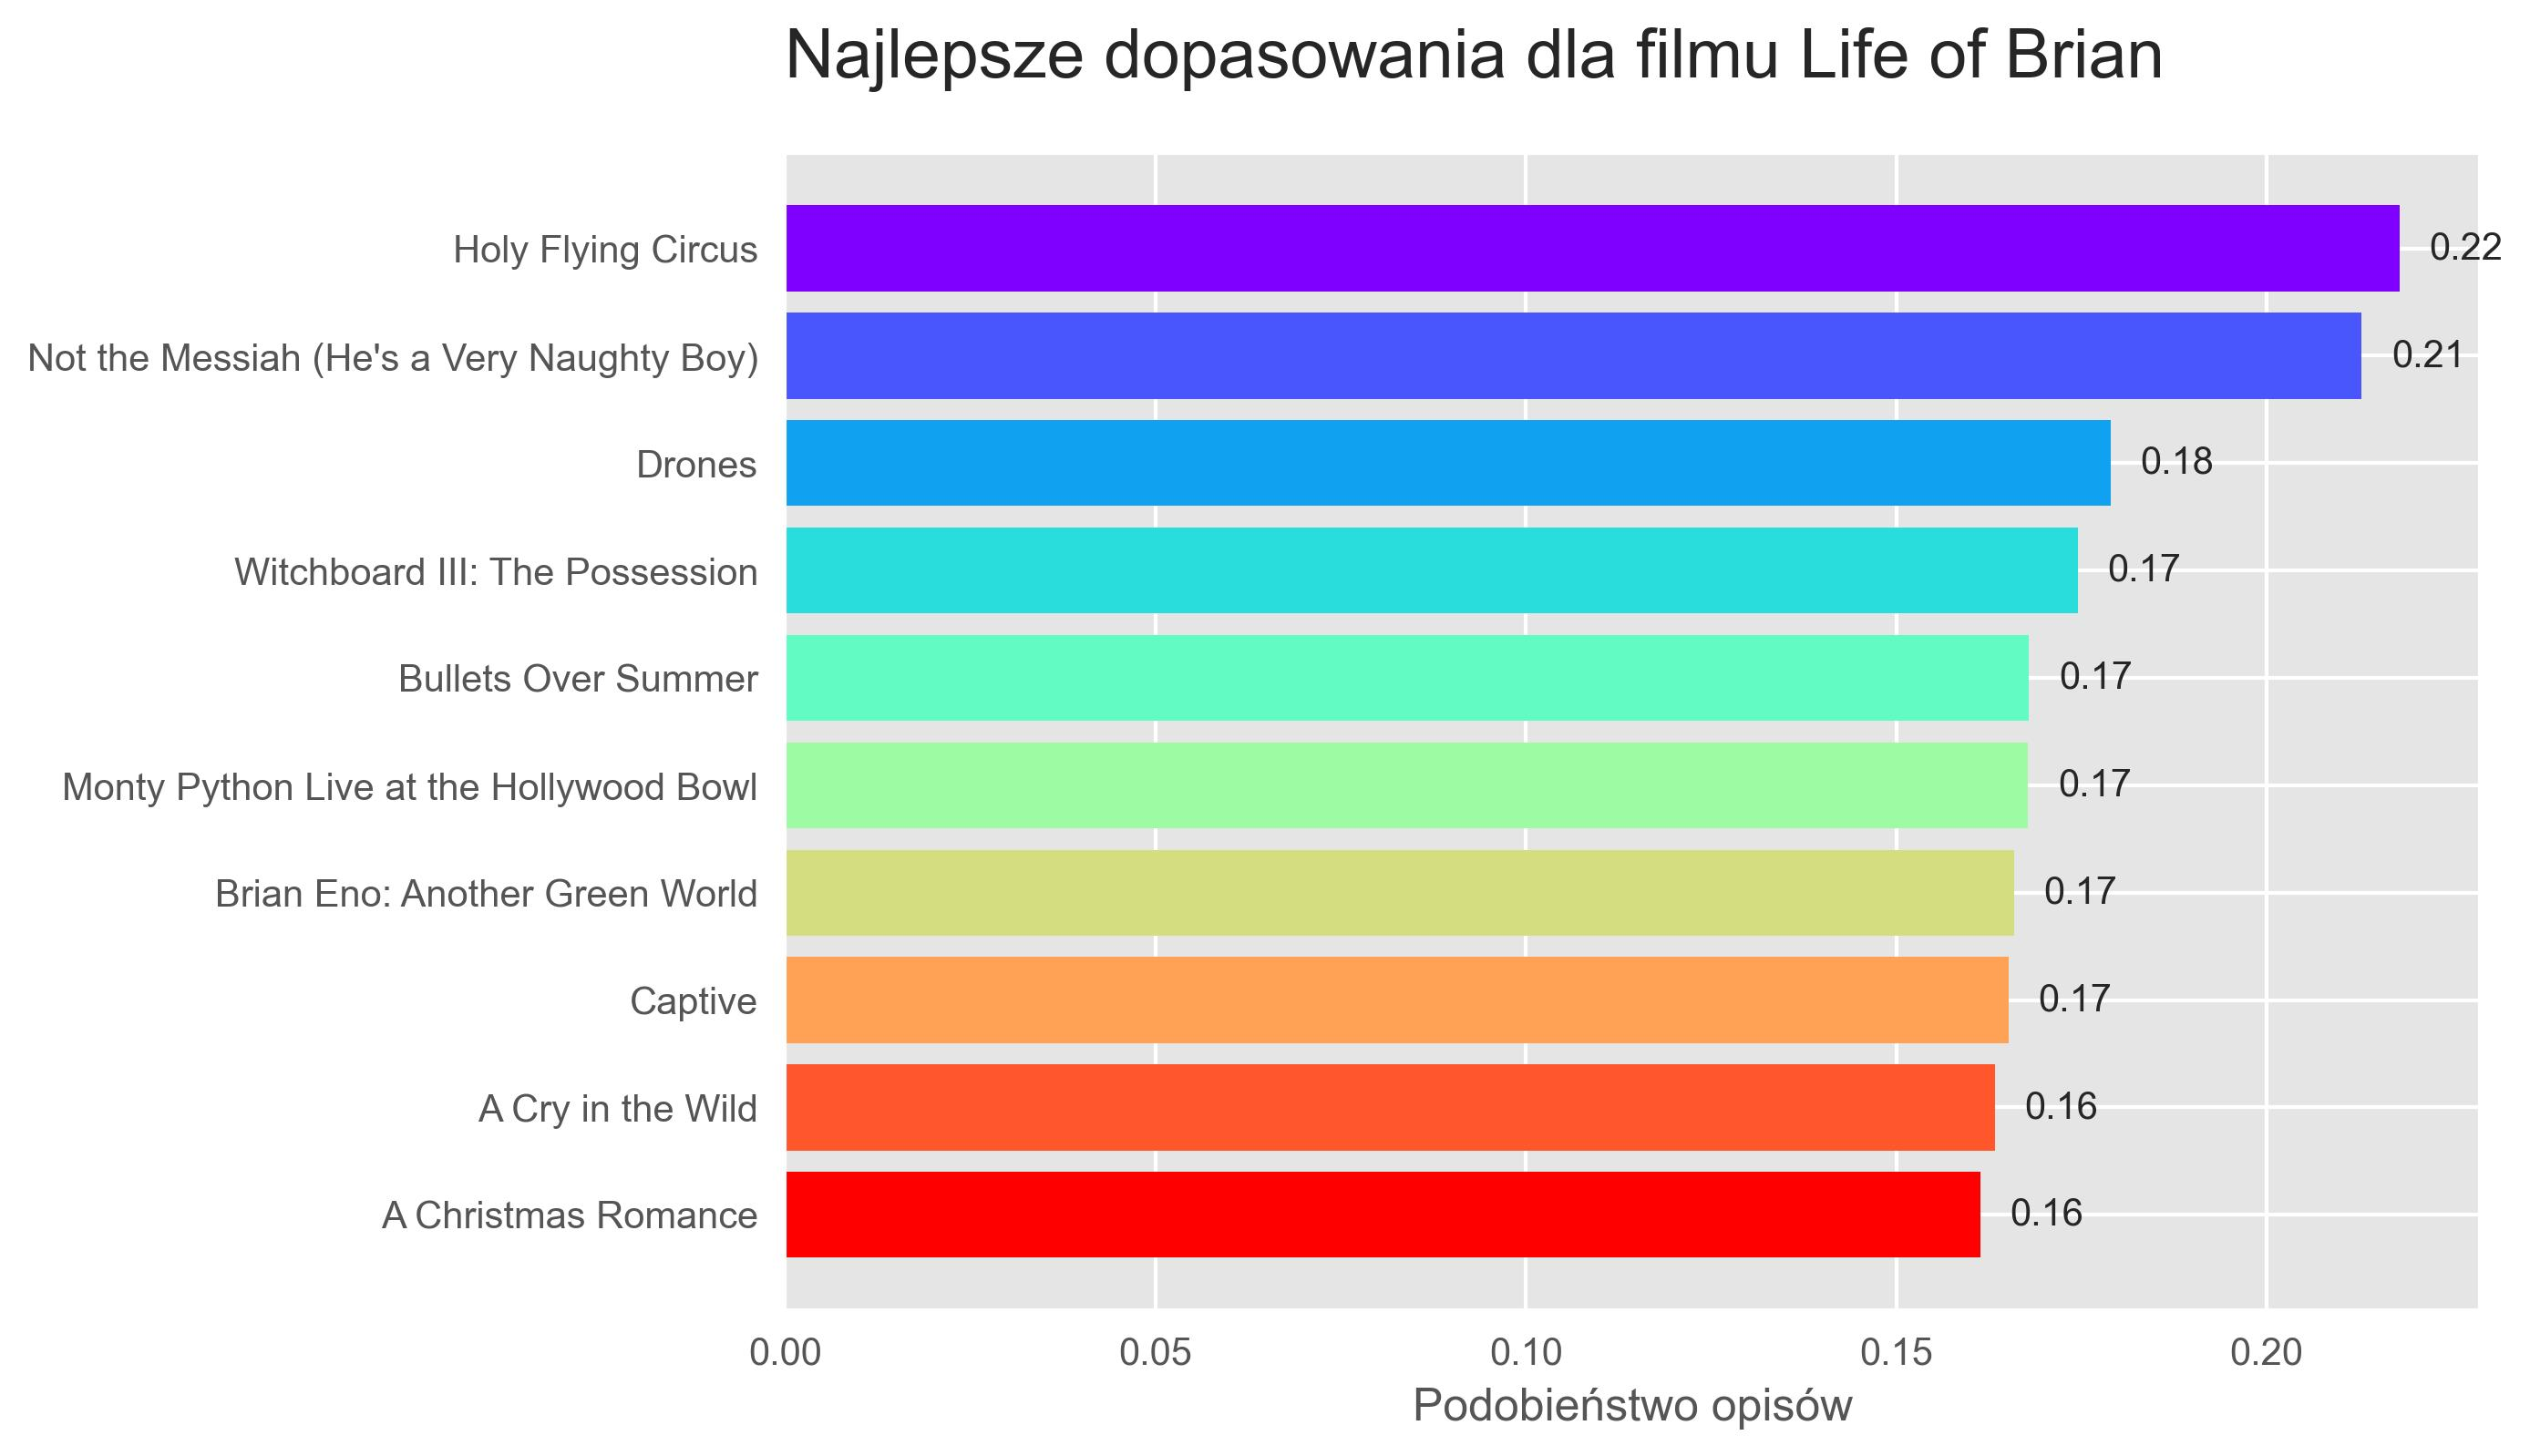 Najlepsze dopasowania dla filmu Life of Brian
Holy Flying Circus
0.22
Not the Messiah (He's a Very Naughty Boy)
0.21
Drones
0.18
Witchboard III: The Possession
0.17
Bullets Over Summer
0.17
Monty Python Live at the Hollywood Bowl
0.17
Brian Eno: Another Green World
0.17
Captive
0.17
A Cry in the Wild
0.16
A Christmas Romance
0.16
0.00 0.05 0.10 0.15 0.20
Podobieństwo opisów